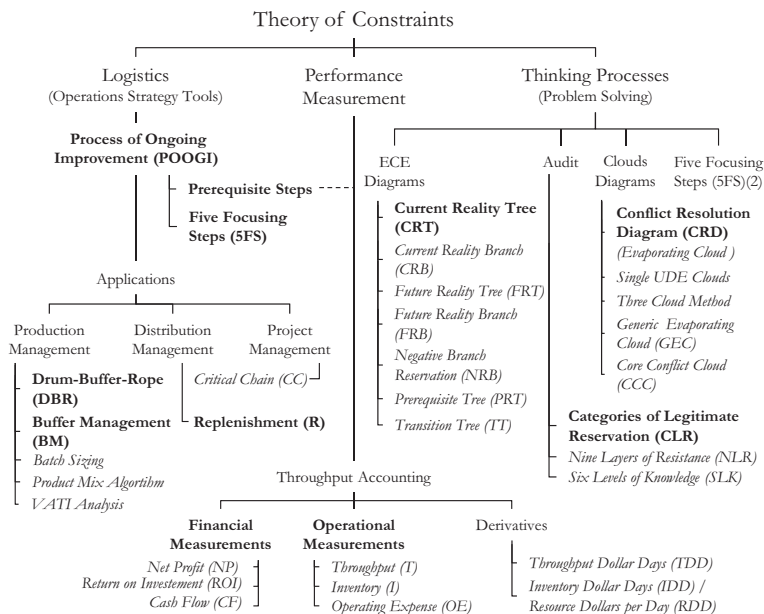 Theory of Constraints
Logistics
(Operations Strategy Tools)
Performance
Measurement
Thinking Processes
(Problem Solving)
Process of Ongoing
Improvement (POOGI)
Prerequisite Steps
Five Focusing
Steps (5FS)
ECE
Diagrams
Audit
Clouds
Diagrams
Five Focusing
Steps (5FS)(2)
Current Reality Tree
(CRT)
Current Reality Branch
(CRB)
Future Reality Tree (FRT)
Future Reality Branch
(FRB)
Negative Branch
Reservation (NRB)
Prerequisite Tree (PRT)
Transition Tree (TT)
Conflict Resolution
Diagram (CRD)
(Evaporating Cloud )
Single UDE Clouds
Three Cloud Method
Generic Evaporating
Cloud (GEC)
Core Conflict Cloud
(CCC)
Categories of Legitimate
Reservation (CLR)
Nine Layers of Resistance (NLR)
Six Levels of Knowledge (SLK)
Applications
Production
Management
Distribution
Management
Project
Management
Drum-Buffer-Rope
(DBR)
Buffer Management
(BM)
Batch Sizing
Product Mix Algortihm
VATI Analysis
Critical Chain (CC)
Replenishment (R)
Throughput Accounting
Financial
Measurements
Net Profit (NP)
Return on Investement (ROI)
Cash Flow (CF)
Operational
Measurements
Throughput (T)
Inventory (I)
Operating Expense (OE)
Derivatives
Throughput Dollar Days (TDD)
Inventory Dollar Days (IDD) /
Resource Dollars per Day (RDD)